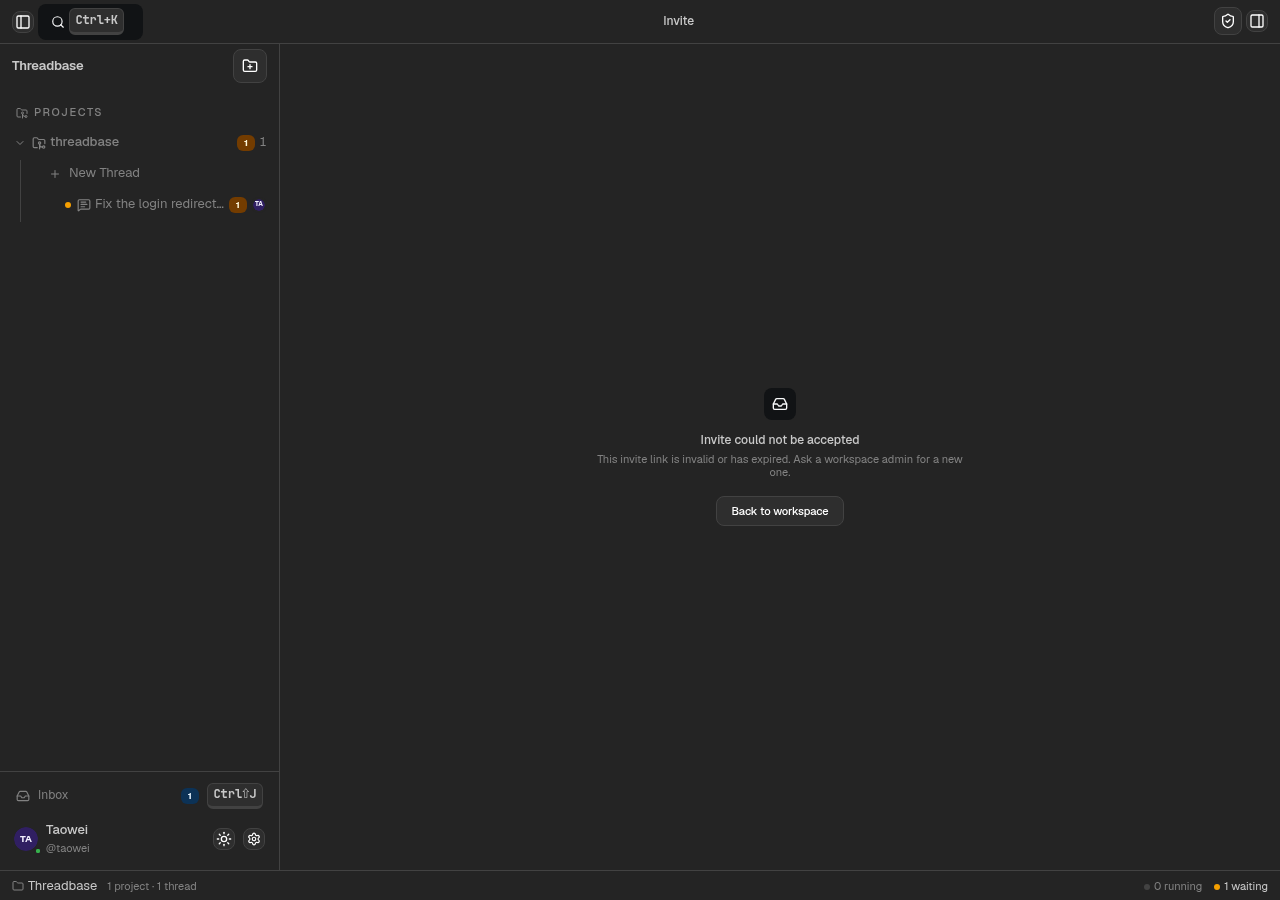 Ctrl+K
Invite
Threadbase
PROJECTS
threadbase 1 1
New Thread
Fix the login redirect... 1 TA
Invite could not be accepted
This invite link is invalid or has expired. Ask a workspace admin for a new
one.
Back to workspace
Inbox 1 Ctrl⇧J
TA Taowei
@taowei
Threadbase 1 project · 1 thread 0 running 1 waiting